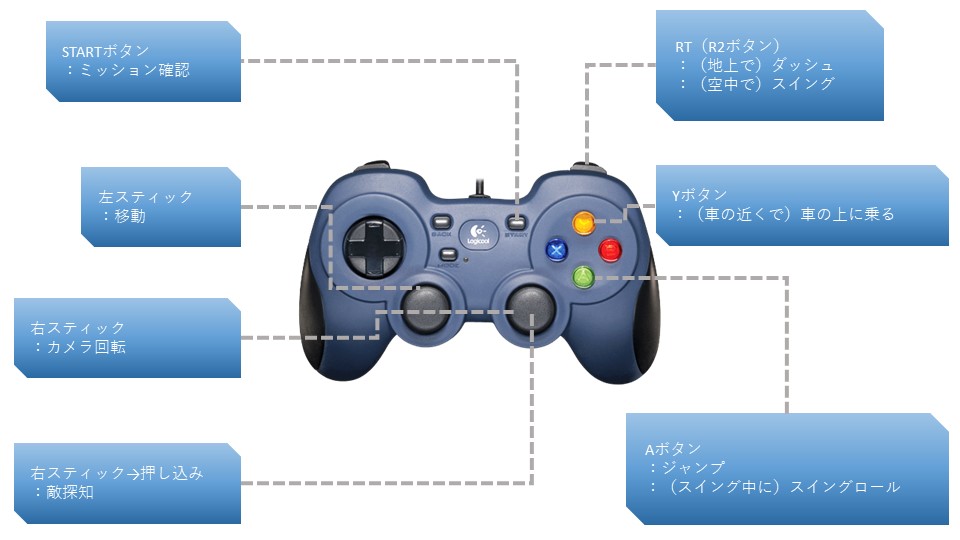 STARTボタン
：ミッション確認
RT（R2ボタン）
：（地上で）ダッシュ
：（空中で）スイング
左スティック
：移動
Yボタン
：（車の近くで）車の上に乗る
BACK
Logicool
START
MODE
X
Y
B
A
右スティック
：カメラ回転
右スティック→押し込み
：敵探知
Aボタン
：ジャンプ
：（スイング中に）スイングロール